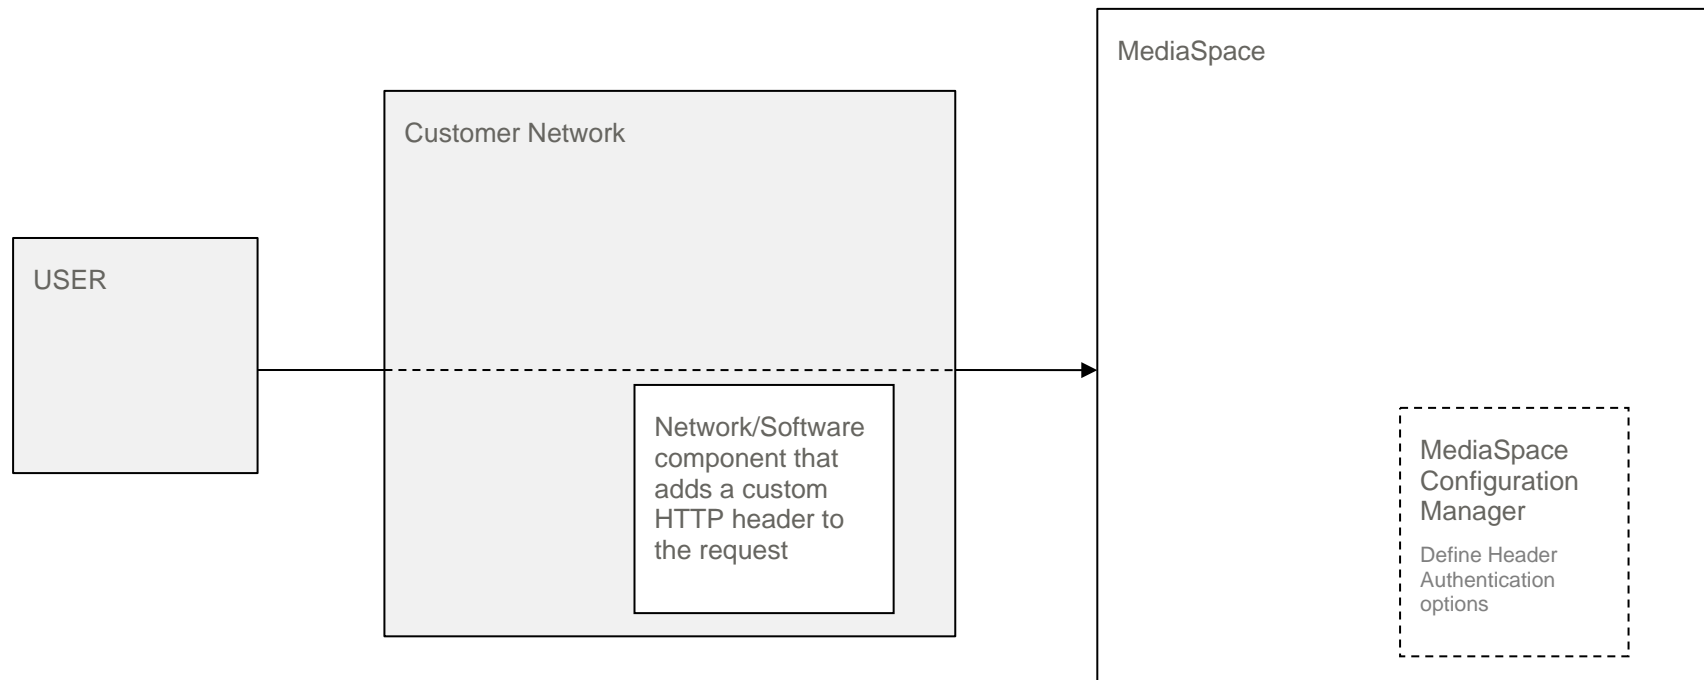 MediaSpace
Customer Network
USER
Network/Software
component that
adds a custom
HTTP header to
the request
MediaSpace
Configuration
Manager
Define Header
Authentication
options